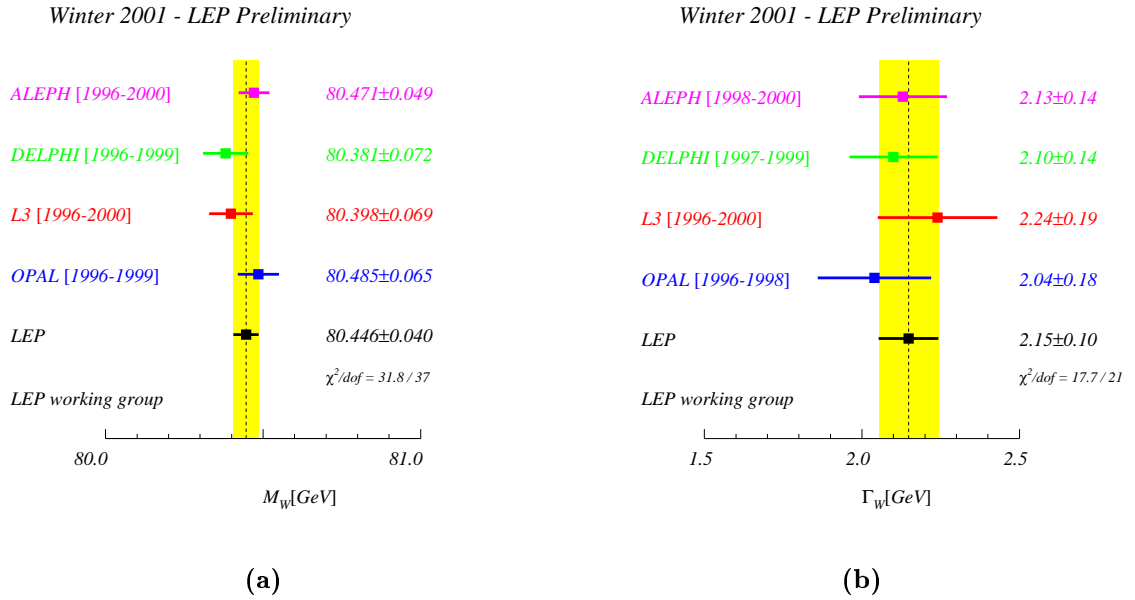 Winter 2001 - LEP Preliminary
ALEPH [1996-2000] 80.471±0.049
DELPHI [1996-1999] 80.381±0.072
L3 [1996-2000] 80.398±0.069
OPAL [1996-1999] 80.485±0.065
LEP 80.446±0.040
χ²/dof = 31.8 / 37
LEP working group
80.0 81.0
M_W[GeV]
(a)
Winter 2001 - LEP Preliminary
ALEPH [1998-2000] 2.13±0.14
DELPHI [1997-1999] 2.10±0.14
L3 [1996-2000] 2.24±0.19
OPAL [1996-1998] 2.04±0.18
LEP 2.15±0.10
χ²/dof = 17.7 / 21
LEP working group
1.5 2.0 2.5
Γ_W[GeV]
(b)